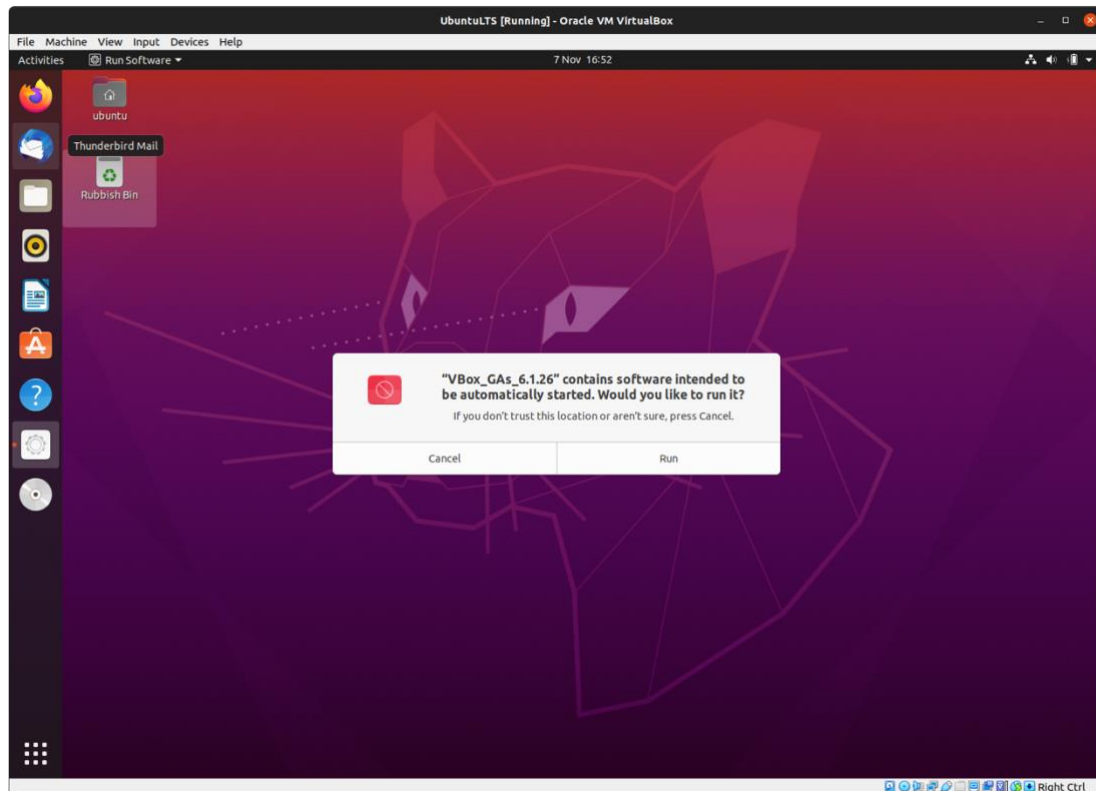 UbuntuLTS [Running] - Oracle VM VirtualBox
File Machine View Input Devices Help
Activities Run Software 7 Nov 16:52
ubuntu
Thunderbird Mail
Rubbish Bin
“VBox_GAs_6.1.26” contains software intended to
be automatically started. Would you like to run it?
If you don’t trust this location or aren’t sure, press Cancel.
Cancel Run
Right Ctrl